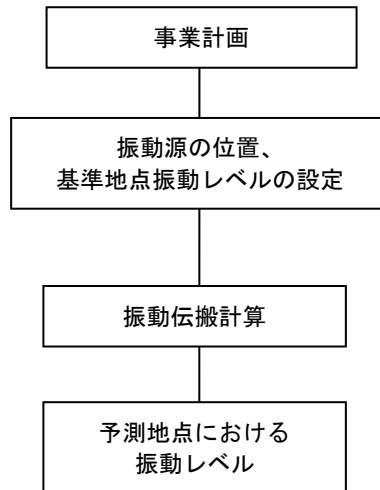 事業計画
振動源の位置、
基準地点振動レベルの設定
振動伝搬計算
予測地点における
振動レベル